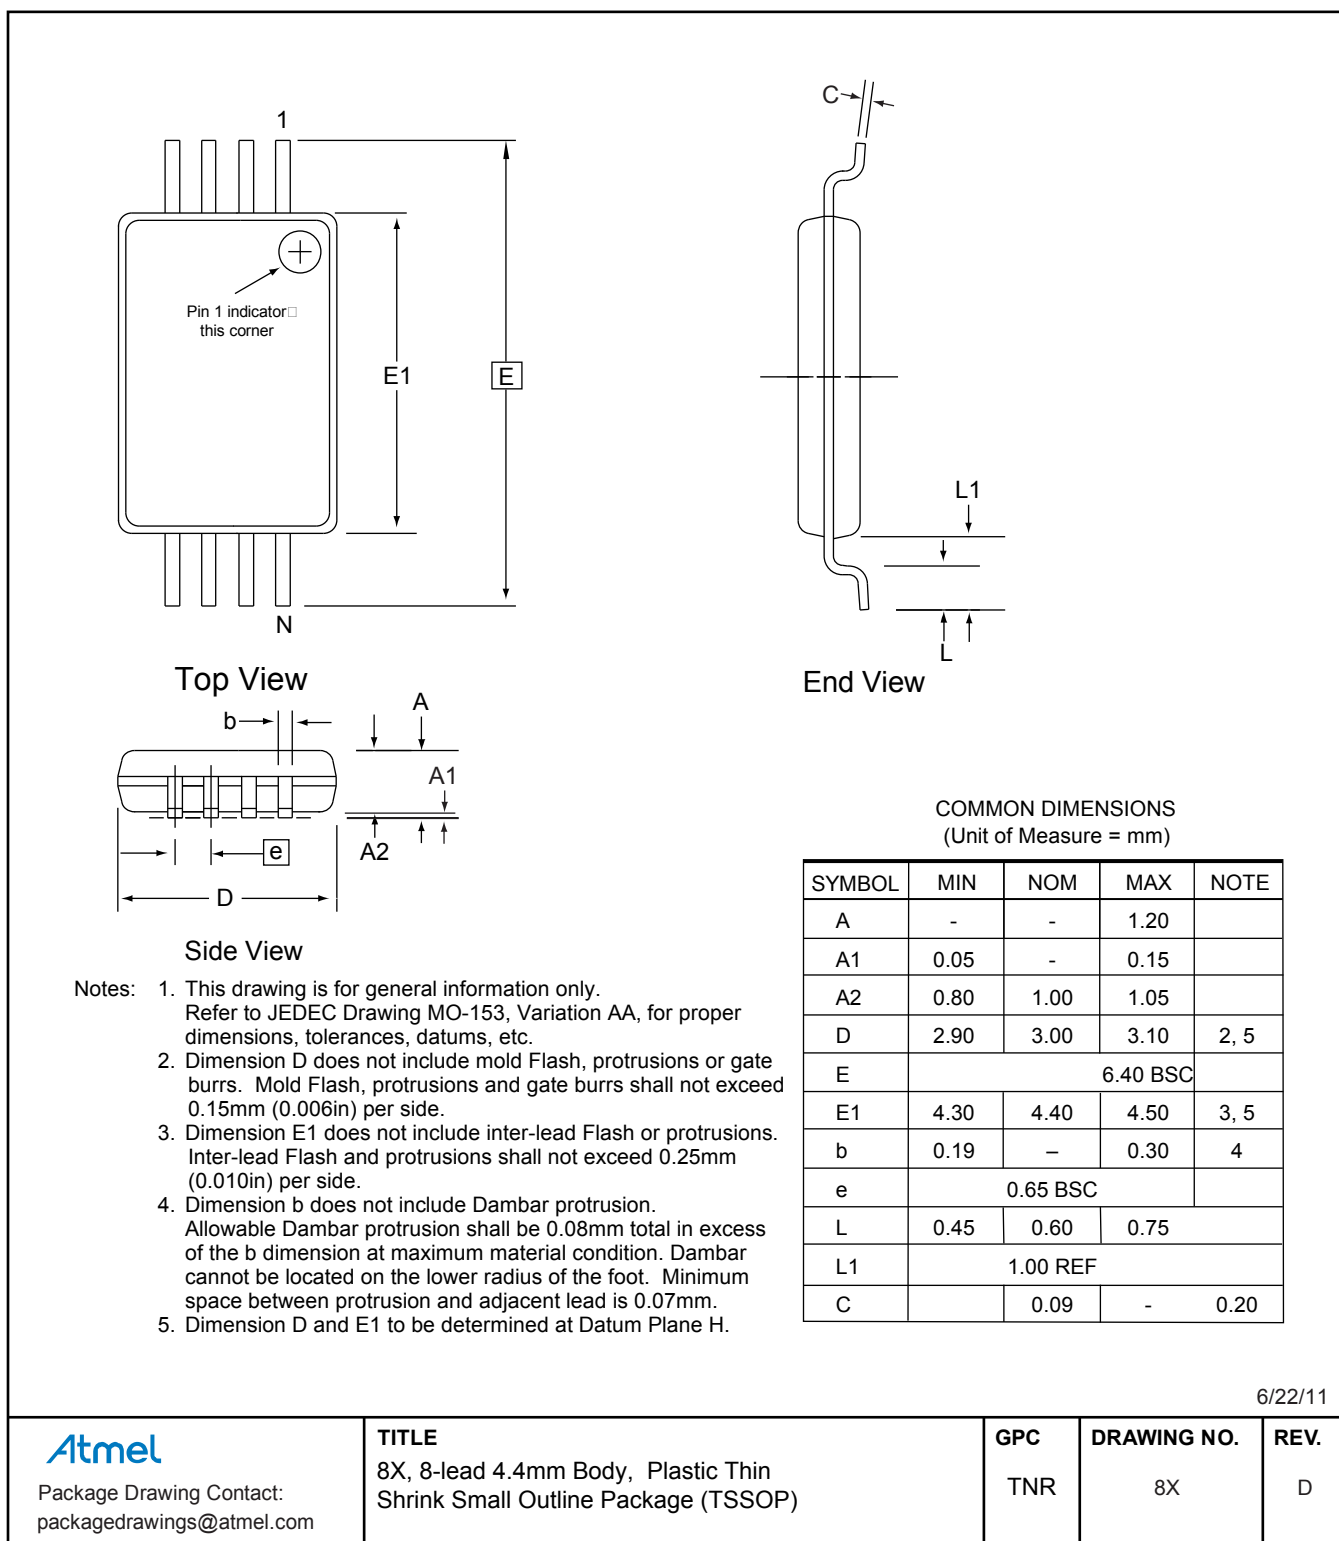 1
C
Pin 1 indicator□
this corner
E1
E
L1
N
L
Top View
End View
b
A
A1
e
A2
D
Side View
COMMON DIMENSIONS
(Unit of Measure = mm)
SYMBOL MIN NOM MAX NOTE
A - - 1.20
A1 0.05 - 0.15
A2 0.80 1.00 1.05
D 2.90 3.00 3.10 2, 5
E 6.40 BSC
E1 4.30 4.40 4.50 3, 5
b 0.19 – 0.30 4
e 0.65 BSC
L 0.45 0.60 0.75
L1 1.00 REF
C 0.09 - 0.20
Notes: 1. This drawing is for general information only.
Refer to JEDEC Drawing MO-153, Variation AA, for proper
dimensions, tolerances, datums, etc.
2. Dimension D does not include mold Flash, protrusions or gate
burrs. Mold Flash, protrusions and gate burrs shall not exceed
0.15mm (0.006in) per side.
3. Dimension E1 does not include inter-lead Flash or protrusions.
Inter-lead Flash and protrusions shall not exceed 0.25mm
(0.010in) per side.
4. Dimension b does not include Dambar protrusion.
Allowable Dambar protrusion shall be 0.08mm total in excess
of the b dimension at maximum material condition. Dambar
cannot be located on the lower radius of the foot. Minimum
space between protrusion and adjacent lead is 0.07mm.
5. Dimension D and E1 to be determined at Datum Plane H.
6/22/11
Atmel
Package Drawing Contact:
packagedrawings@atmel.com
TITLE
8X, 8-lead 4.4mm Body, Plastic Thin
Shrink Small Outline Package (TSSOP)
GPC
TNR
DRAWING NO.
8X
REV.
D